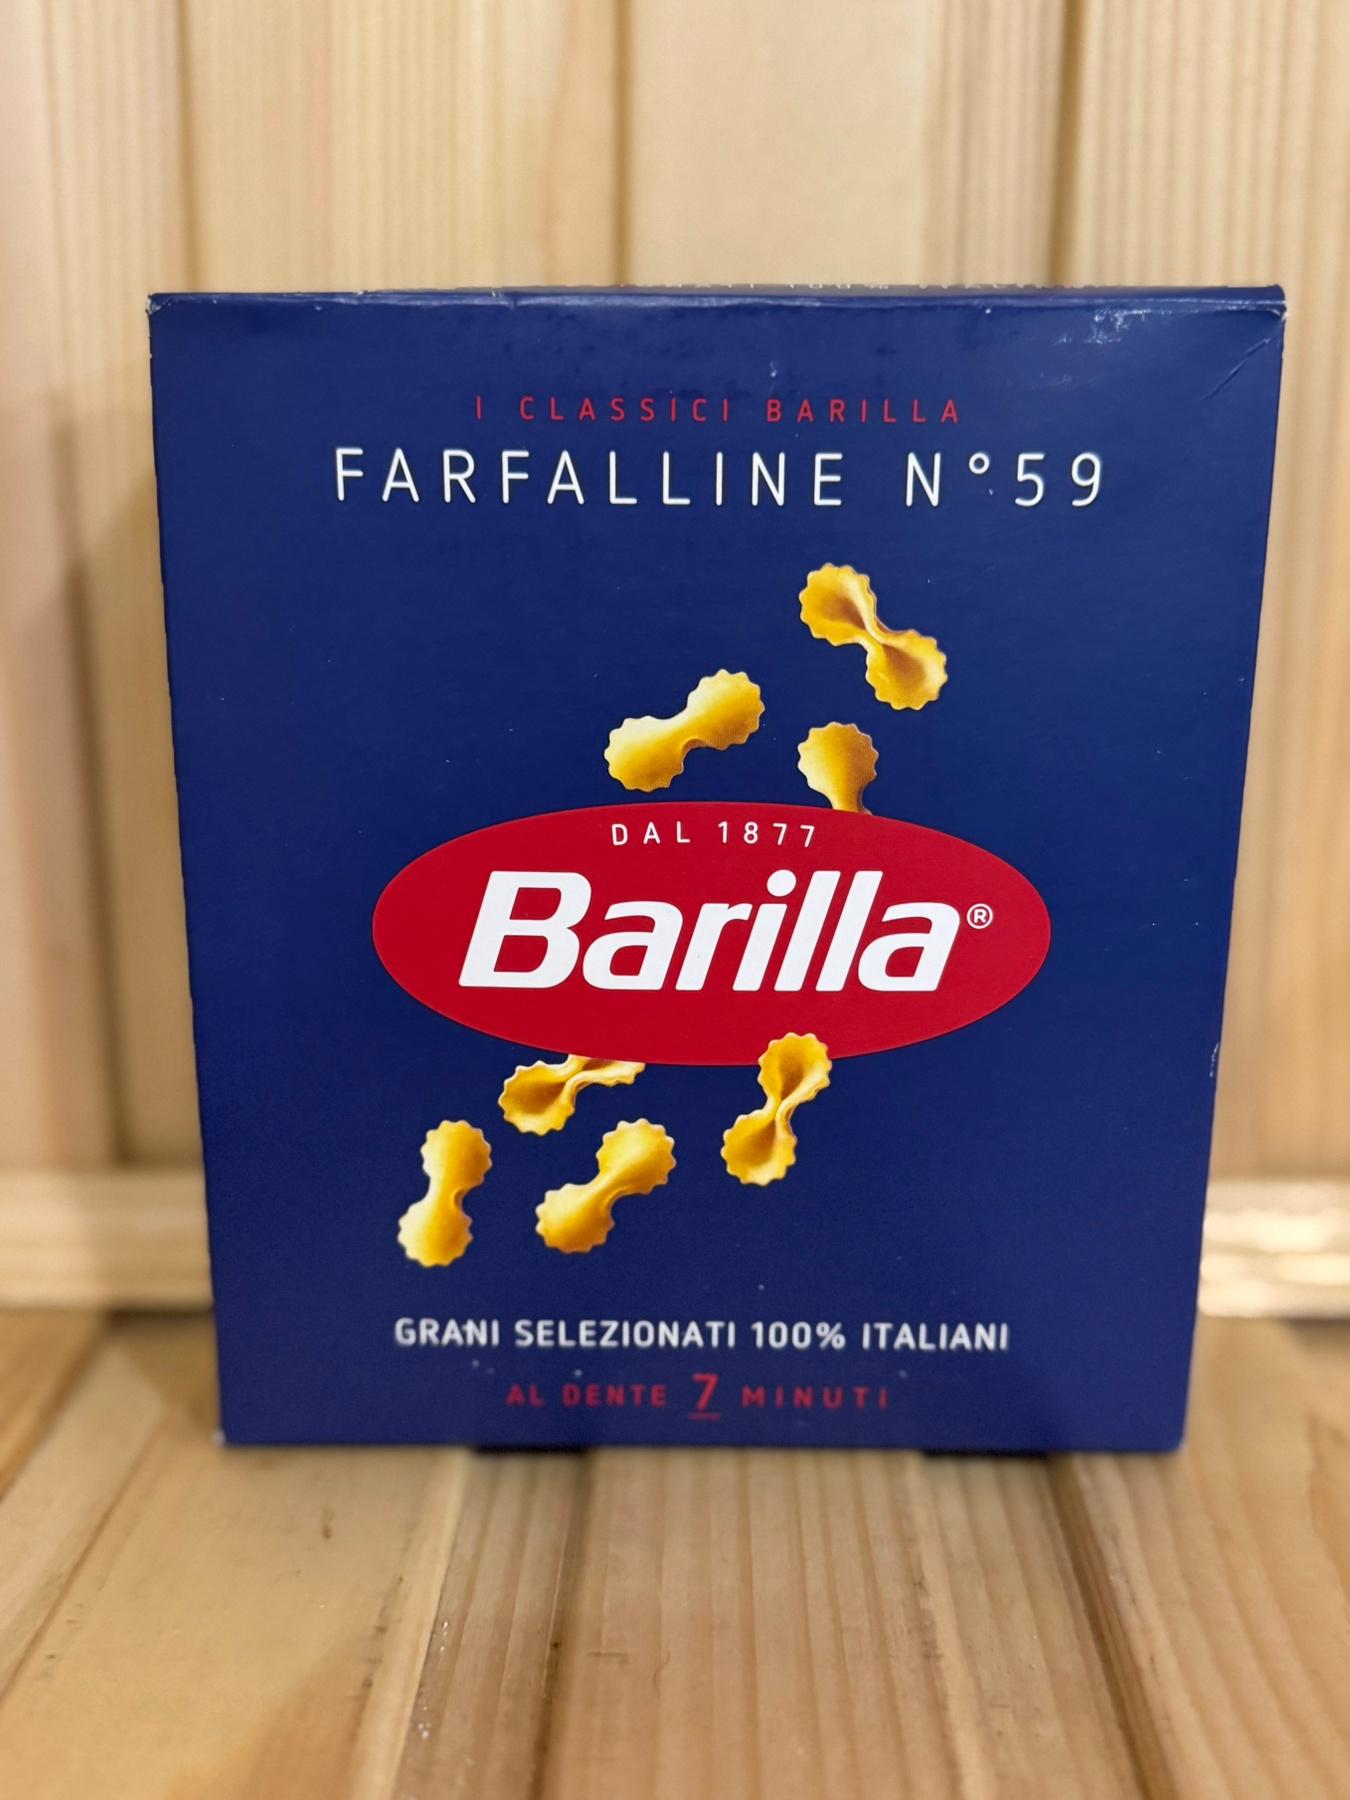 I CLASSICI BARILLA
FARFALLINE N°59
DAL 1877
Barilla®
GRANI SELEZIONATI 100% ITALIANI
AL DENTE 7 MINUTI